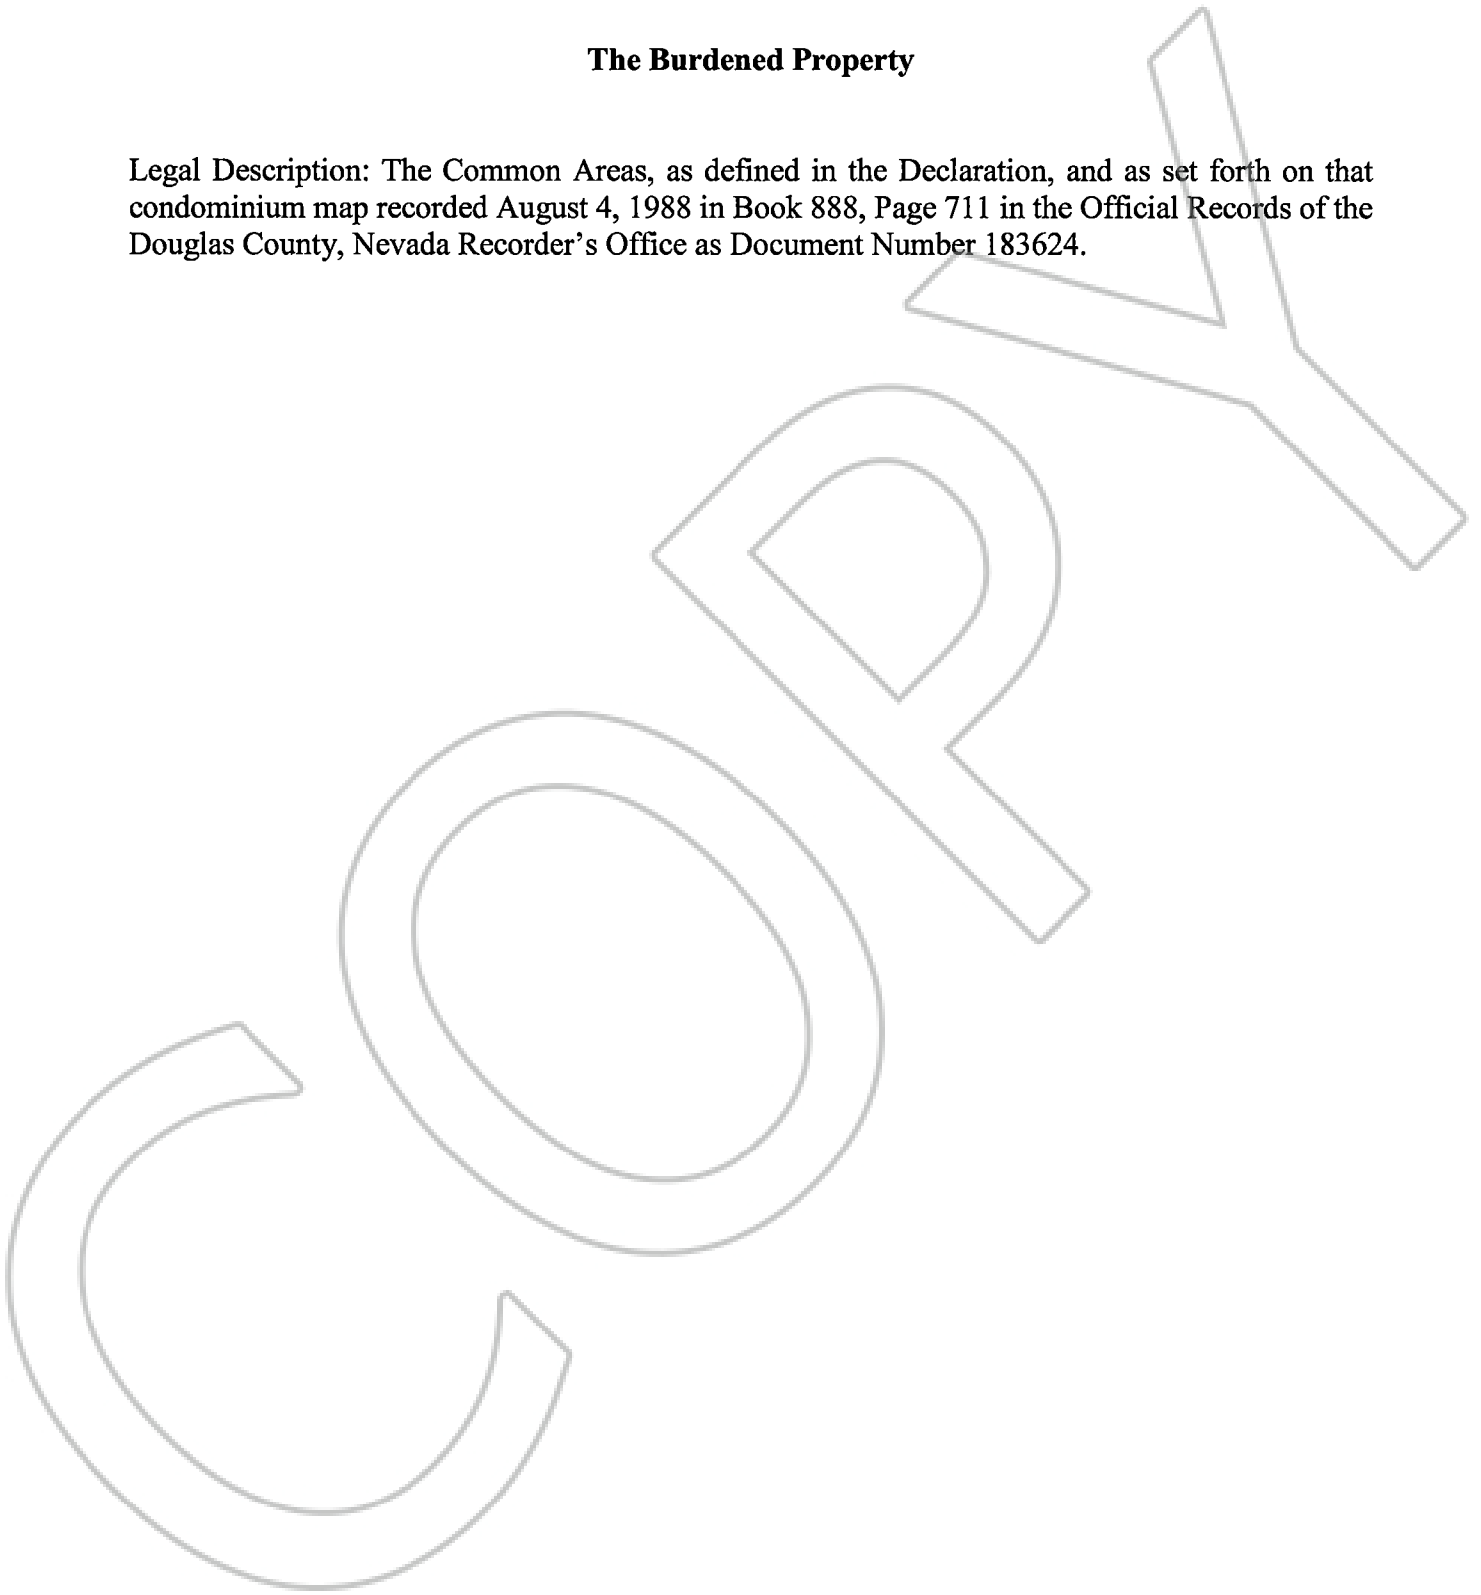 The Burdened Property
Legal Description: The Common Areas, as defined in the Declaration, and as set forth on that
condominium map recorded August 4, 1988 in Book 888, Page 711 in the Official Records of the
Douglas County, Nevada Recorder’s Office as Document Number 183624.
COPY